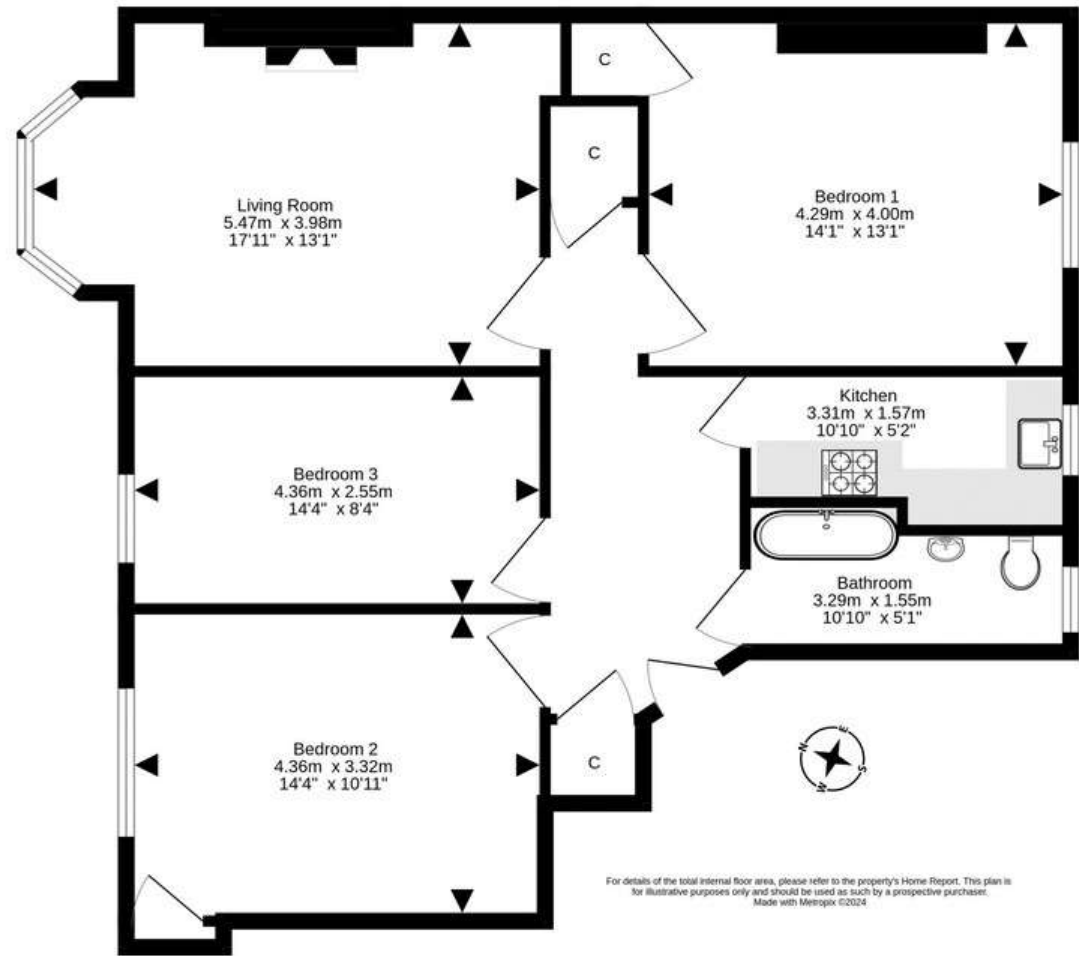 C
C
Living Room
5.47m x 3.98m
17'11" x 13'1"
Bedroom 1
4.29m x 4.00m
14'1" x 13'1"
Kitchen
3.31m x 1.57m
10'10" x 5'2"
Bedroom 3
4.36m x 2.55m
14'4" x 8'4"
Bathroom
3.29m x 1.55m
10'10" x 5'1"
Bedroom 2
4.36m x 3.32m
14'4" x 10'11"
C
N
E
S
W
For details of the total internal floor area, please refer to the property's Home Report. This plan is
for illustrative purposes only and should be used as such by a prospective purchaser.
Made with Metropix ©2024